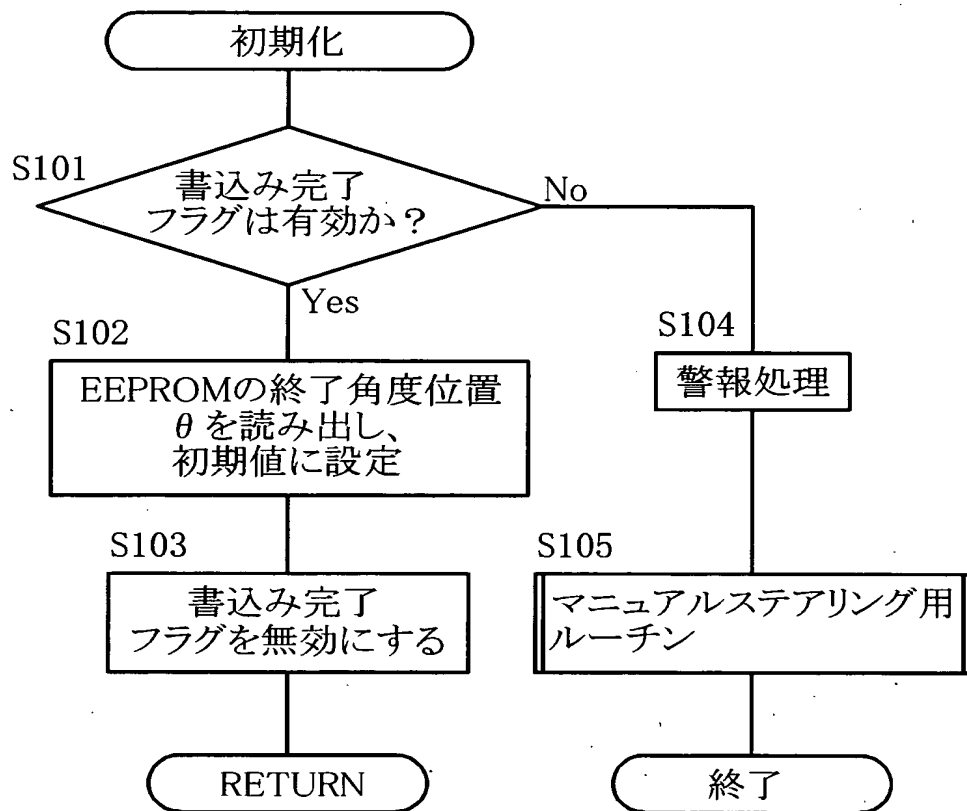 初期化
S101
書込み完了
フラグは有効か？
No
Yes
S102
EEPROMの終了角度位置
θを読み出し、
初期値に設定
S103
書込み完了
フラグを無効にする
RETURN
S104
警報処理
S105
マニュアルステアリング用
ルーチン
終了